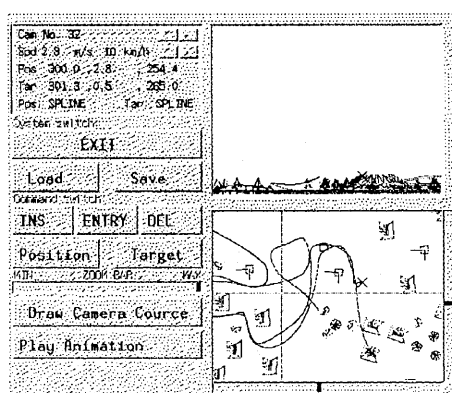 Cam No. 32
Spd 2.8 m/s 10 km/h
Pos 300.0 ,2.8 ,254.4
Tar 301.3 ,0.5 ,265.0
Pos SPLINE Tar SPLINE
System switch
EXIT
Load Save
Command switch
INS ENTRY DEL
Position Target
MIN ZOOM BAR MAX
Draw Camera Cource
Play Animation